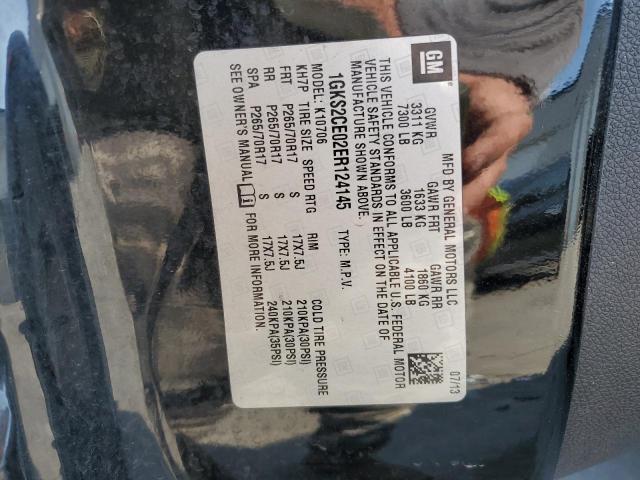 GM
MFD BY GENERAL MOTORS LLC 07/13
GVWR GAWR FRT GAWR RR
3311 KG 1633 KG 1860 KG
7300 LB 3600 LB 4100 LB
THIS VEHICLE CONFORMS TO ALL APPLICABLE U.S. FEDERAL MOTOR
VEHICLE SAFETY STANDARDS IN EFFECT ON THE DATE OF
MANUFACTURE SHOWN ABOVE.
1GKS2CE02ER124145 TYPE: M.P.V.
MODEL: K10706
KH7P TIRE SIZE SPEED RTG RIM COLD TIRE PRESSURE
FRT P265/70R17 S 17X7.5J 210KPA(30PSI)
RR P265/70R17 S 17X7.5J 210KPA(30PSI)
SPA P265/70R17 S 17X7.5J 240KPA(35PSI)
SEE OWNER'S MANUAL FOR MORE INFORMATION.